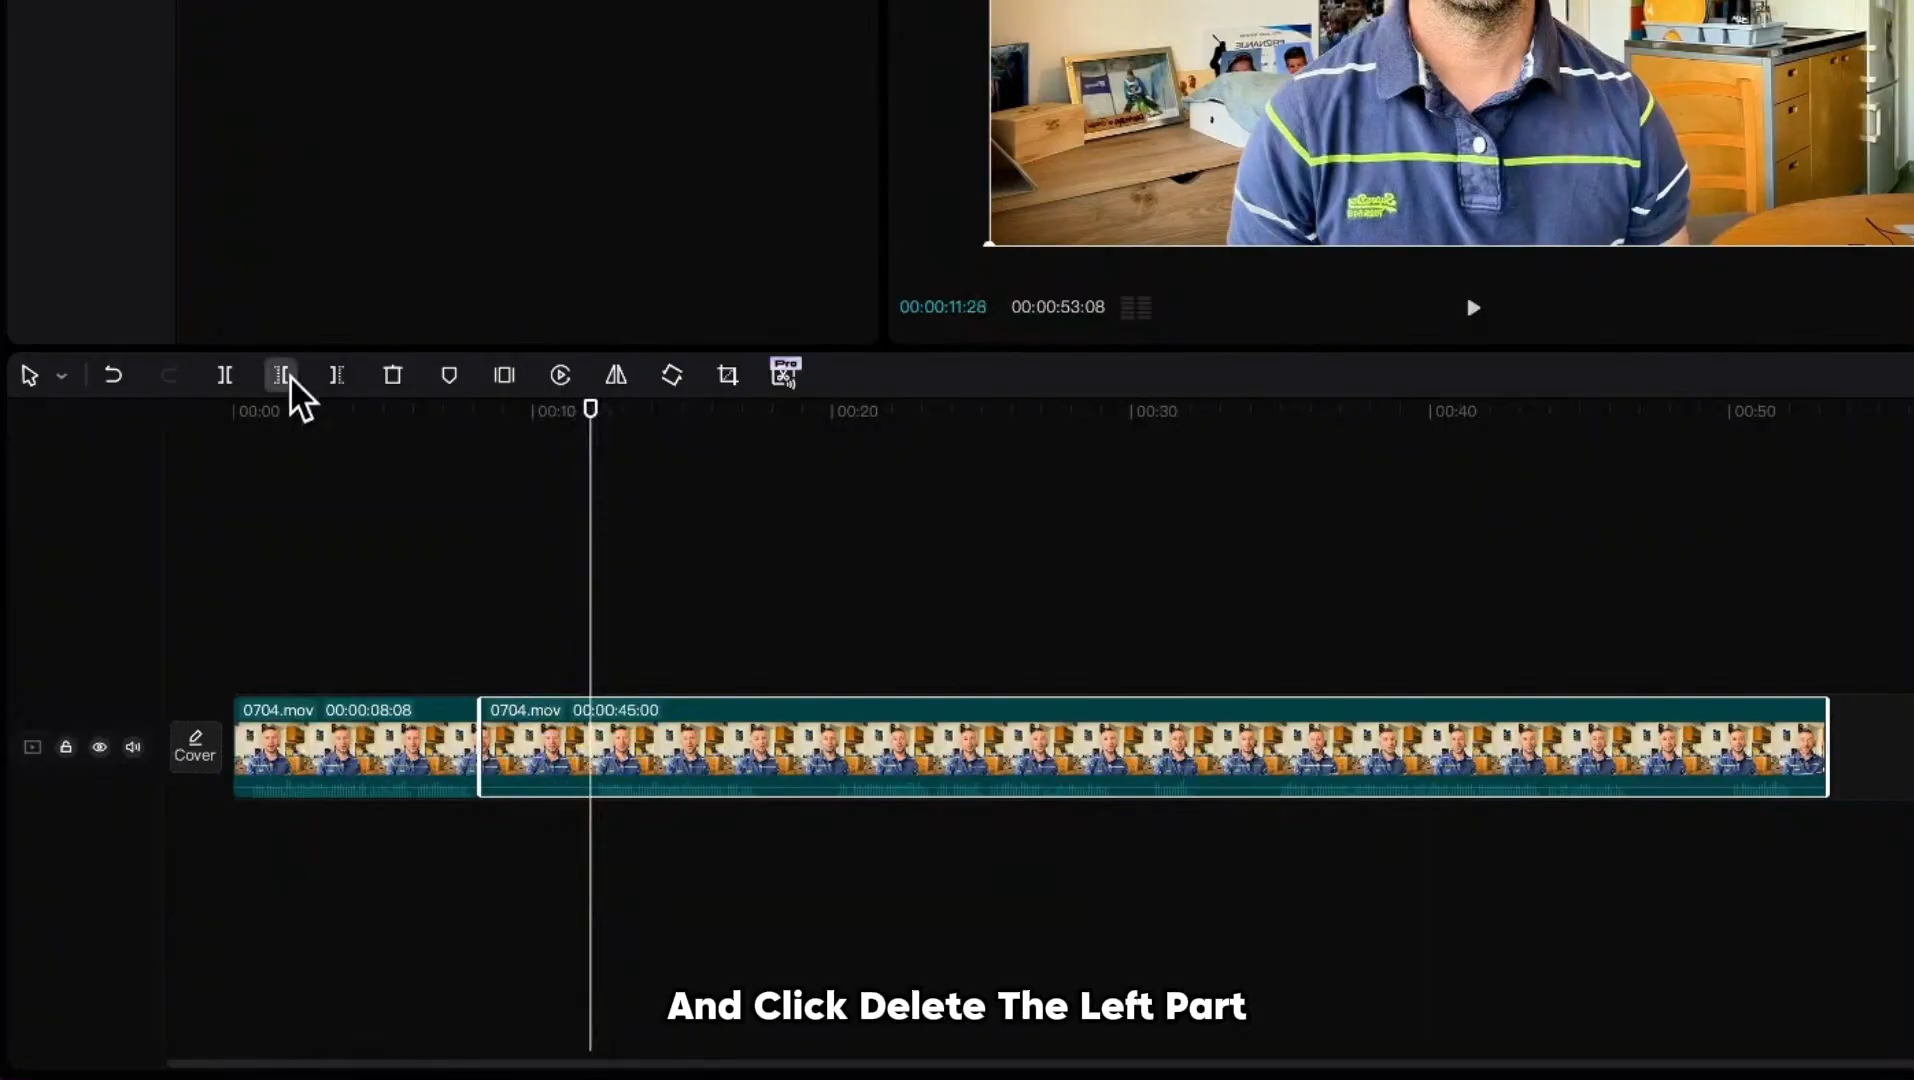 00:00:11:28 00:00:53:08
Pro
00:00 00:10 00:20 00:30 00:40 00:50
0704.mov 00:00:08:08
0704.mov 00:00:45:00
Cover
And Click Delete The Left Part